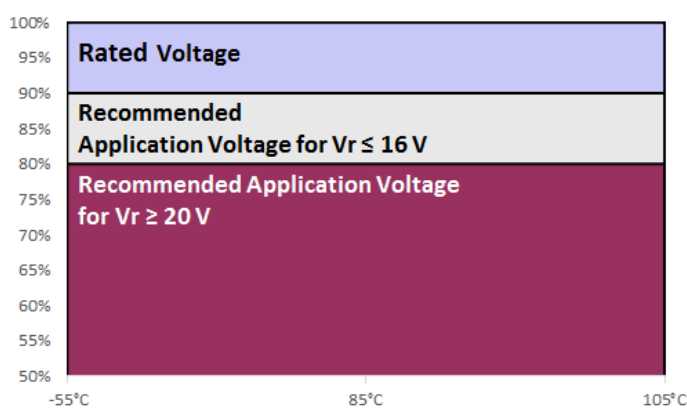 100%
95%
Rated Voltage
90%
Recommended
85%
Application Voltage for Vr ≤ 16 V
80%
Recommended Application Voltage
75%
for Vr ≥ 20 V
70%
65%
60%
55%
50%
-55°C 85°C 105°C